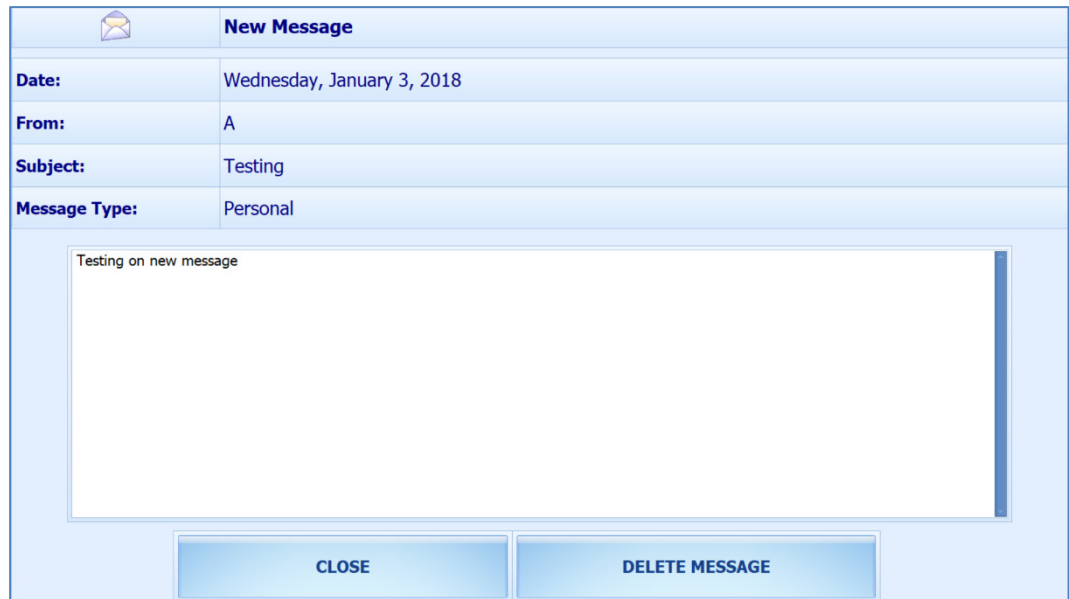 New Message
Date: Wednesday, January 3, 2018
From: A
Subject: Testing
Message Type: Personal
Testing on new message
CLOSE DELETE MESSAGE